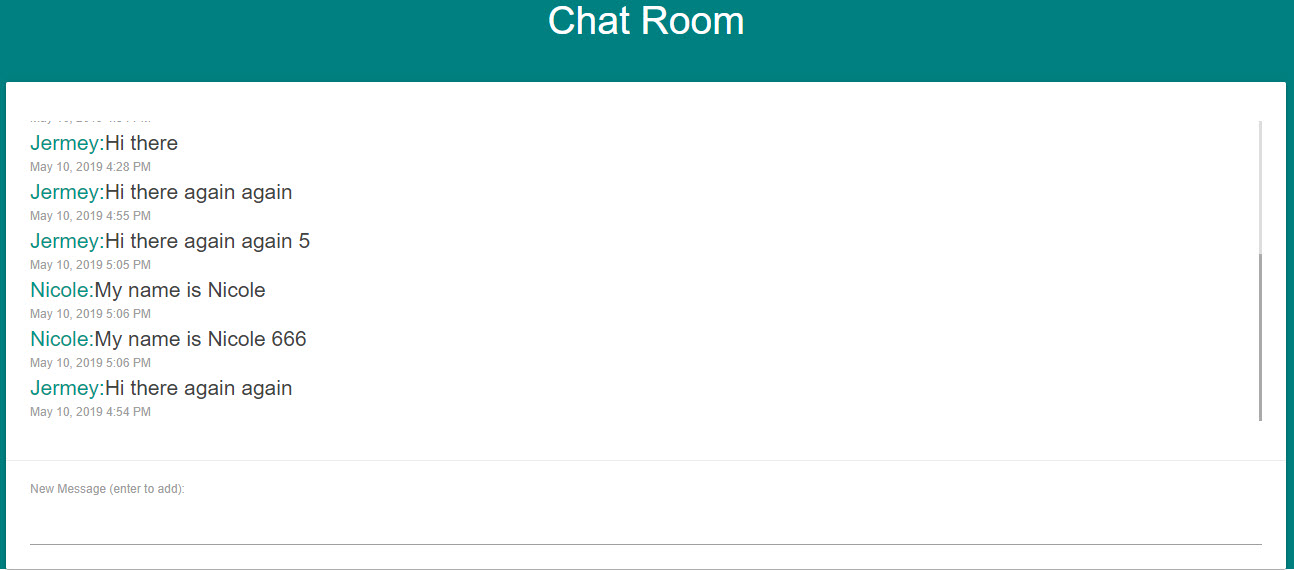 Chat Room
Jermey:Hi there
May 10, 2019 4:28 PM
Jermey:Hi there again again
May 10, 2019 4:55 PM
Jermey:Hi there again again 5
May 10, 2019 5:05 PM
Nicole:My name is Nicole
May 10, 2019 5:06 PM
Nicole:My name is Nicole 666
May 10, 2019 5:06 PM
Jermey:Hi there again again
May 10, 2019 4:54 PM
New Message (enter to add):